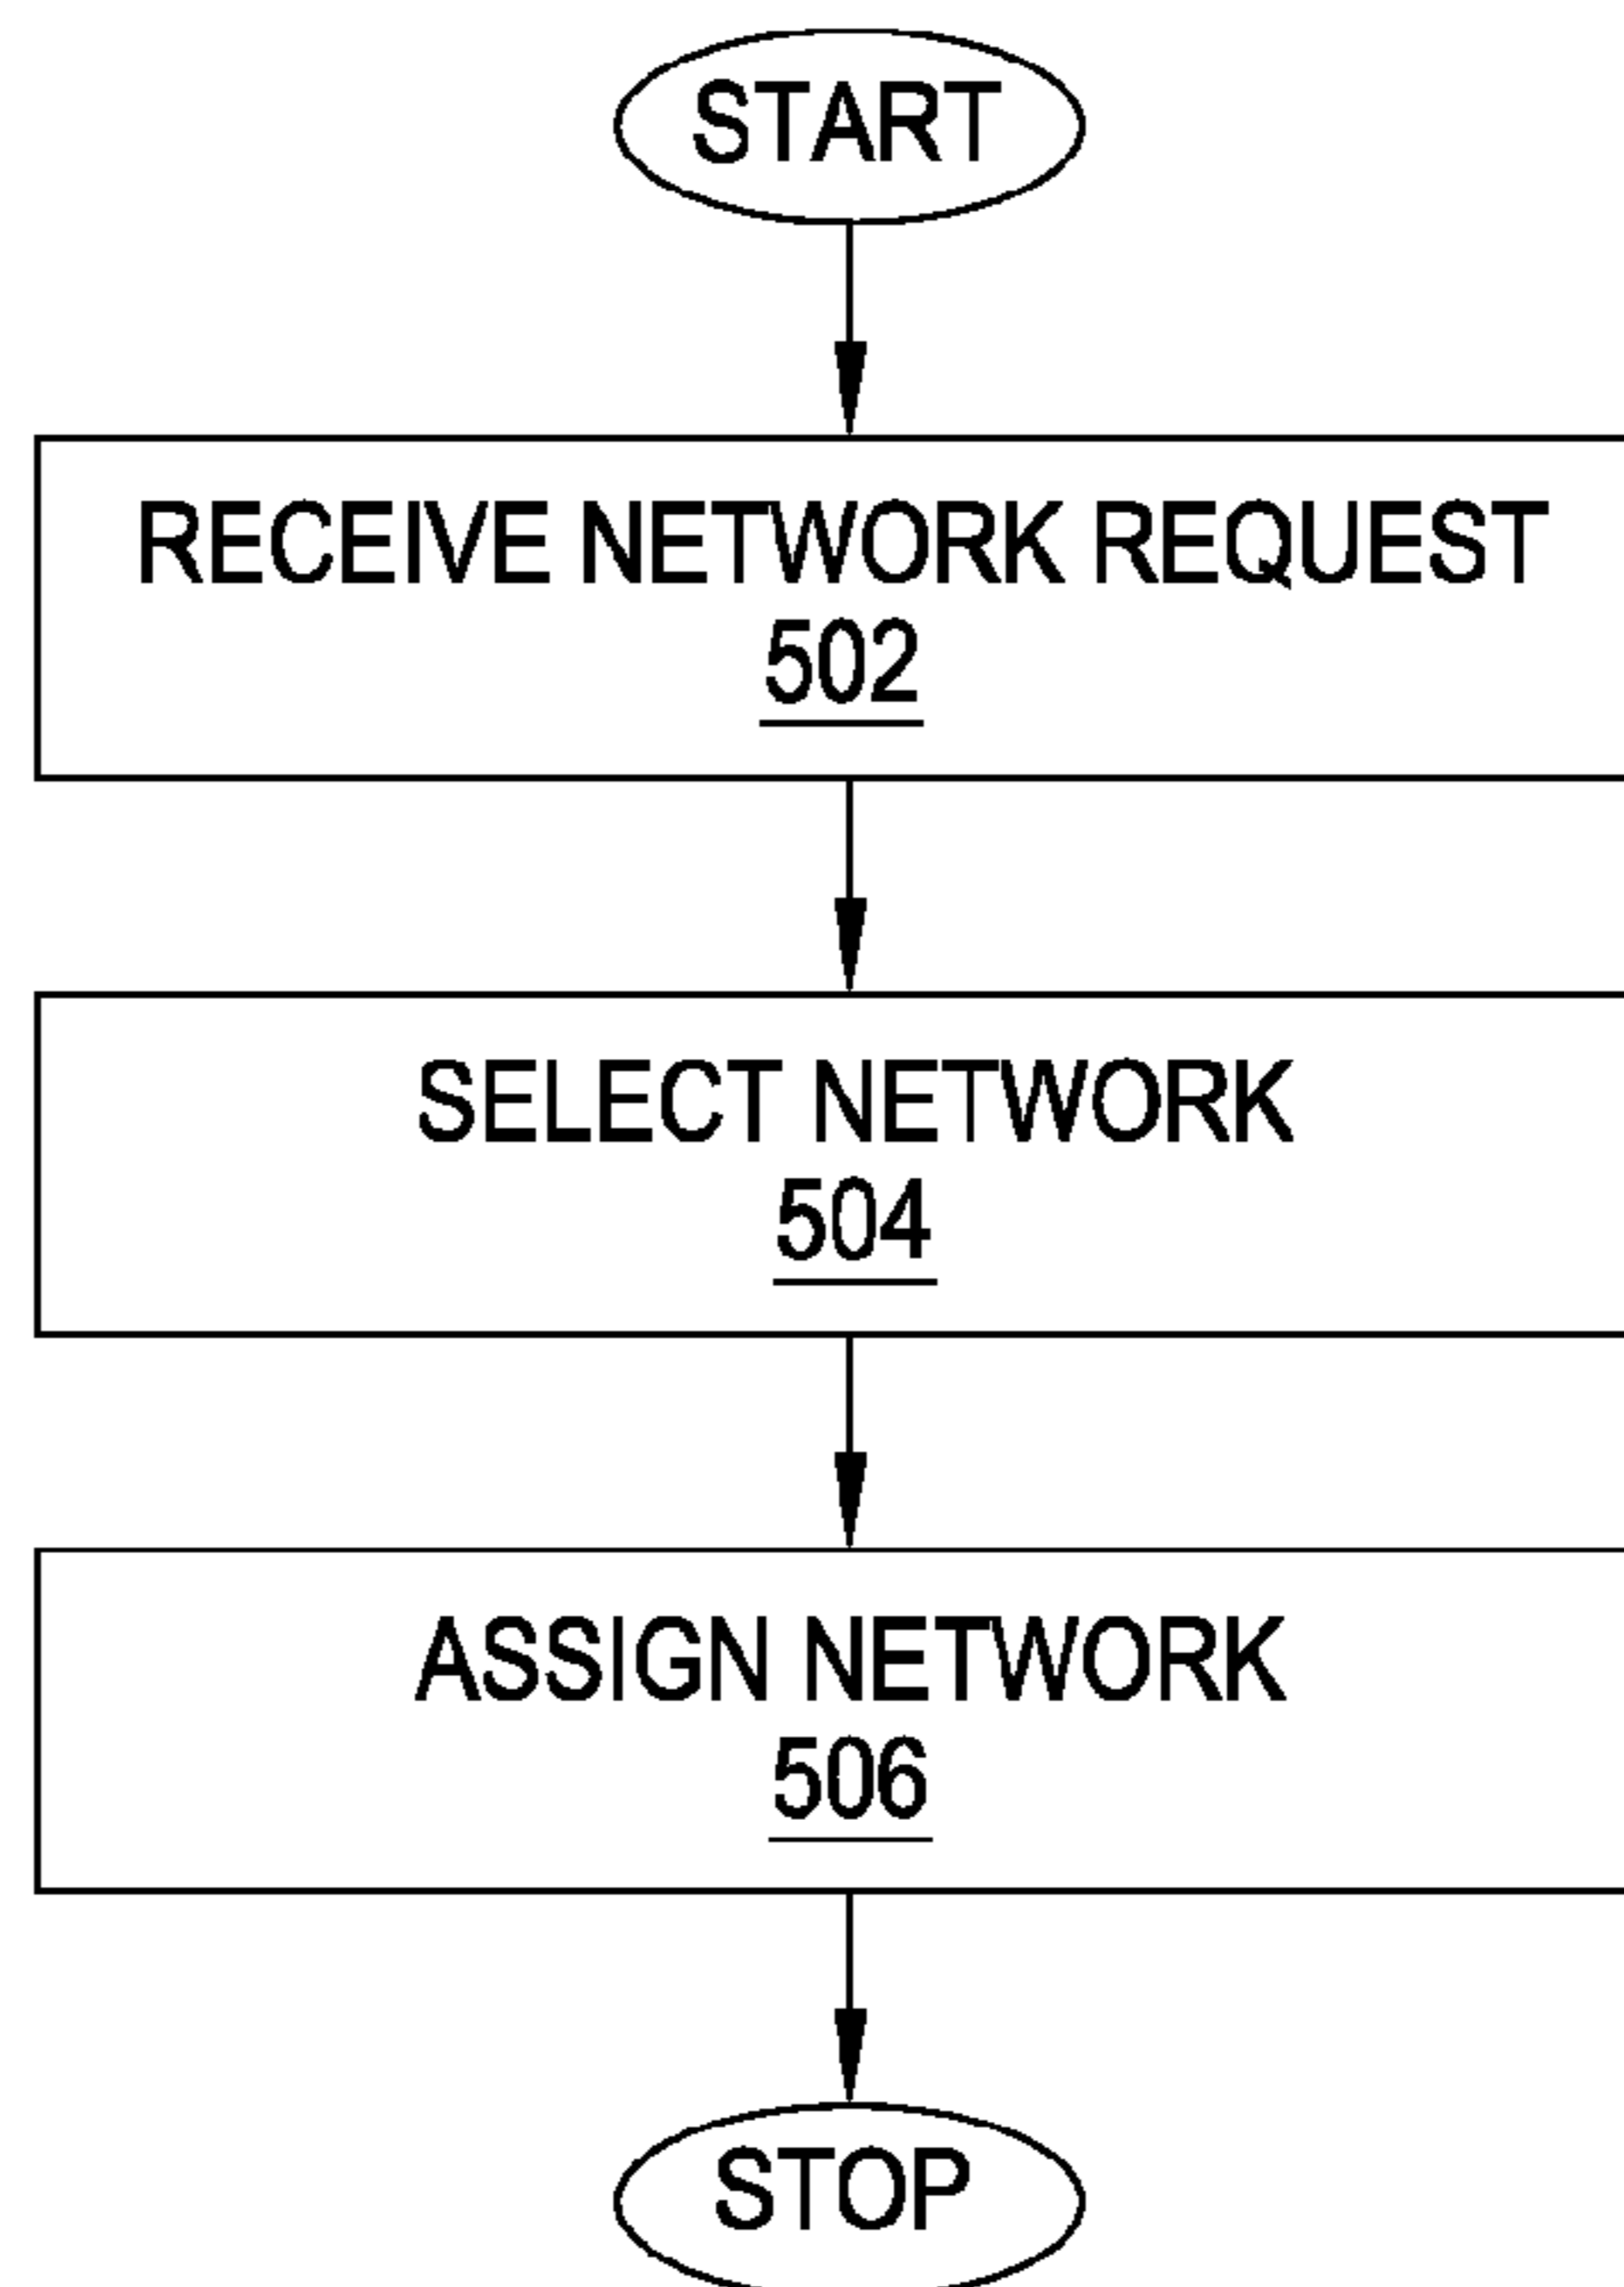 START
RECEIVE NETWORK REQUEST
502
SELECT NETWORK
504
ASSIGN NETWORK
506
STOP